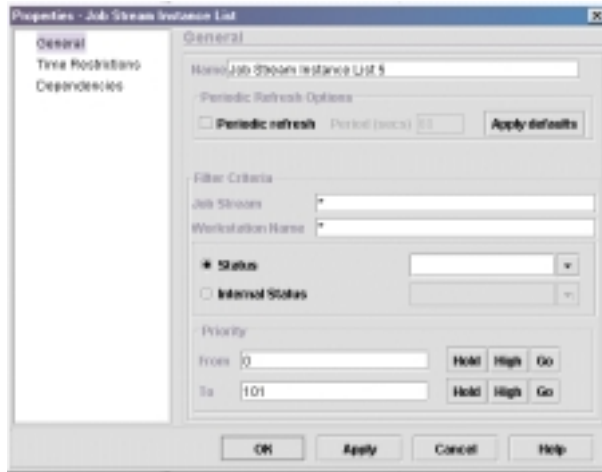 Properties - Job Stream Instance List
General
Time Restrictions
Dependencies
General
Name Job Stream Instance List 5
Periodic Refresh Options
Periodic refresh Period (secs) Apply defaults
Filter Criteria
Job Stream *
Workstation Name *
Status
Internal Status
Priority
From 0 Hold High Go
To 101 Hold High Go
OK Apply Cancel Help